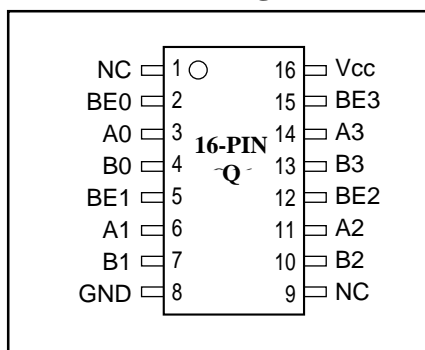 NC 1 16 Vcc
BE0 2 15 BE3
A0 3 14 A3
16-PIN
B0 4 13 B3
Q
BE1 5 12 BE2
A1 6 11 A2
B1 7 10 B2
GND 8 9 NC